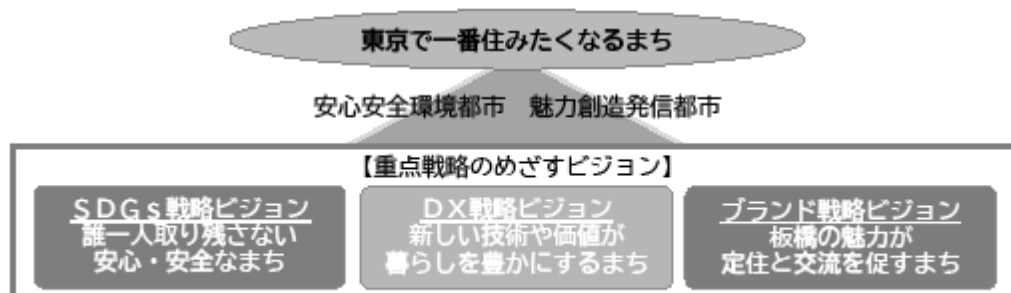 東京で一番住みたくなるまち
安心安全環境都市　魅力創造発信都市
【重点戦略のめざすビジョン】
ＳＤＧｓ戦略ビジョン
誰一人取り残さない
安心・安全なまち
ＤＸ戦略ビジョン
新しい技術や価値が
暮らしを豊かにするまち
ブランド戦略ビジョン
板橋の魅力が
定住と交流を促すまち